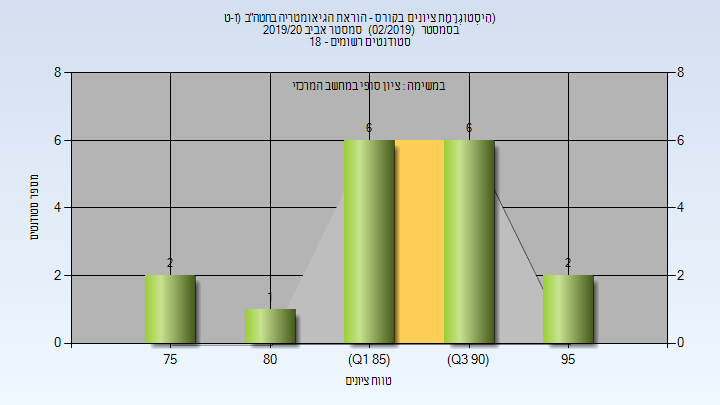 היסטוגרמת ציונים בקורס - הוראת הגיאומטריה בחטה"ב (ז-ט)
בסמסטר (02/2019) סמסטר אביב 2019/20
סטודנטים רשומים - 18
במשימה : ציון סופי במחשב המרכזי
מספר סטודנטים
8 8
6 6
4 4
2 2
0 0
2 1 6 6 2
75 80 (Q1 85) (Q3 90) 95
טווח ציונים